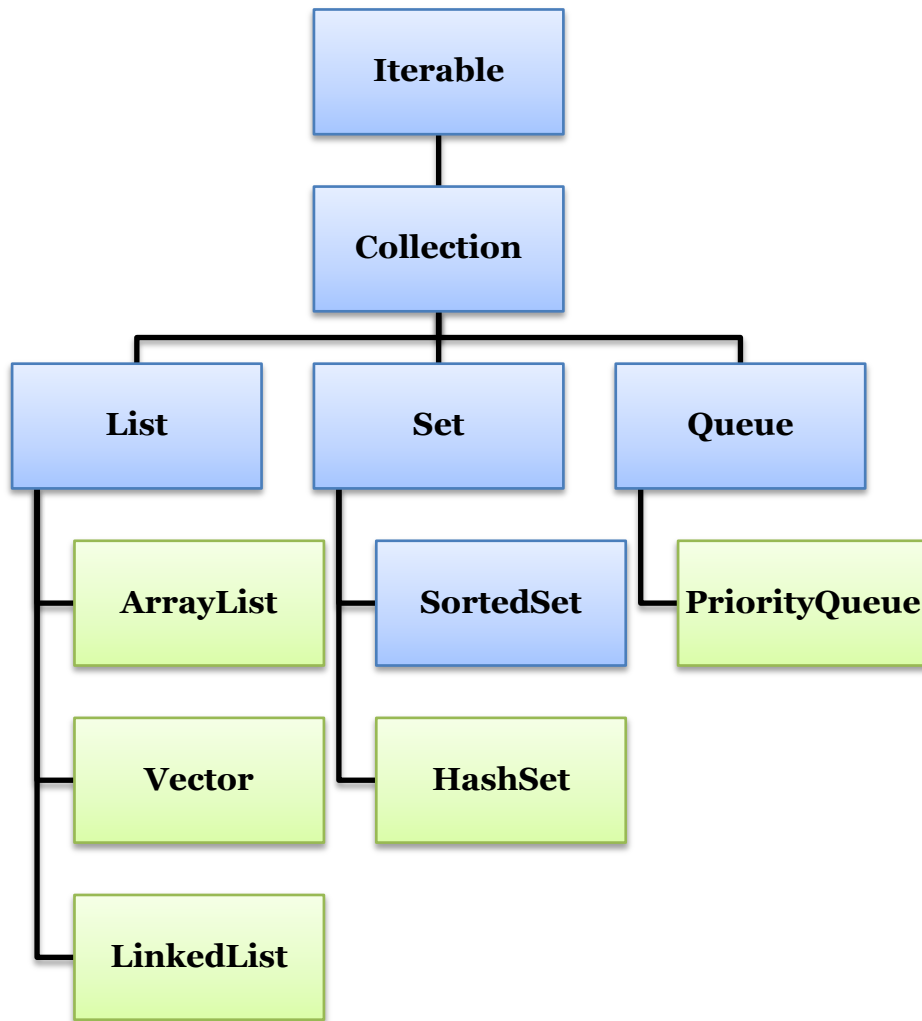 Iterable
Collection
List
Set
Queue
ArrayList
SortedSet
PriorityQueue
Vector
HashSet
LinkedList